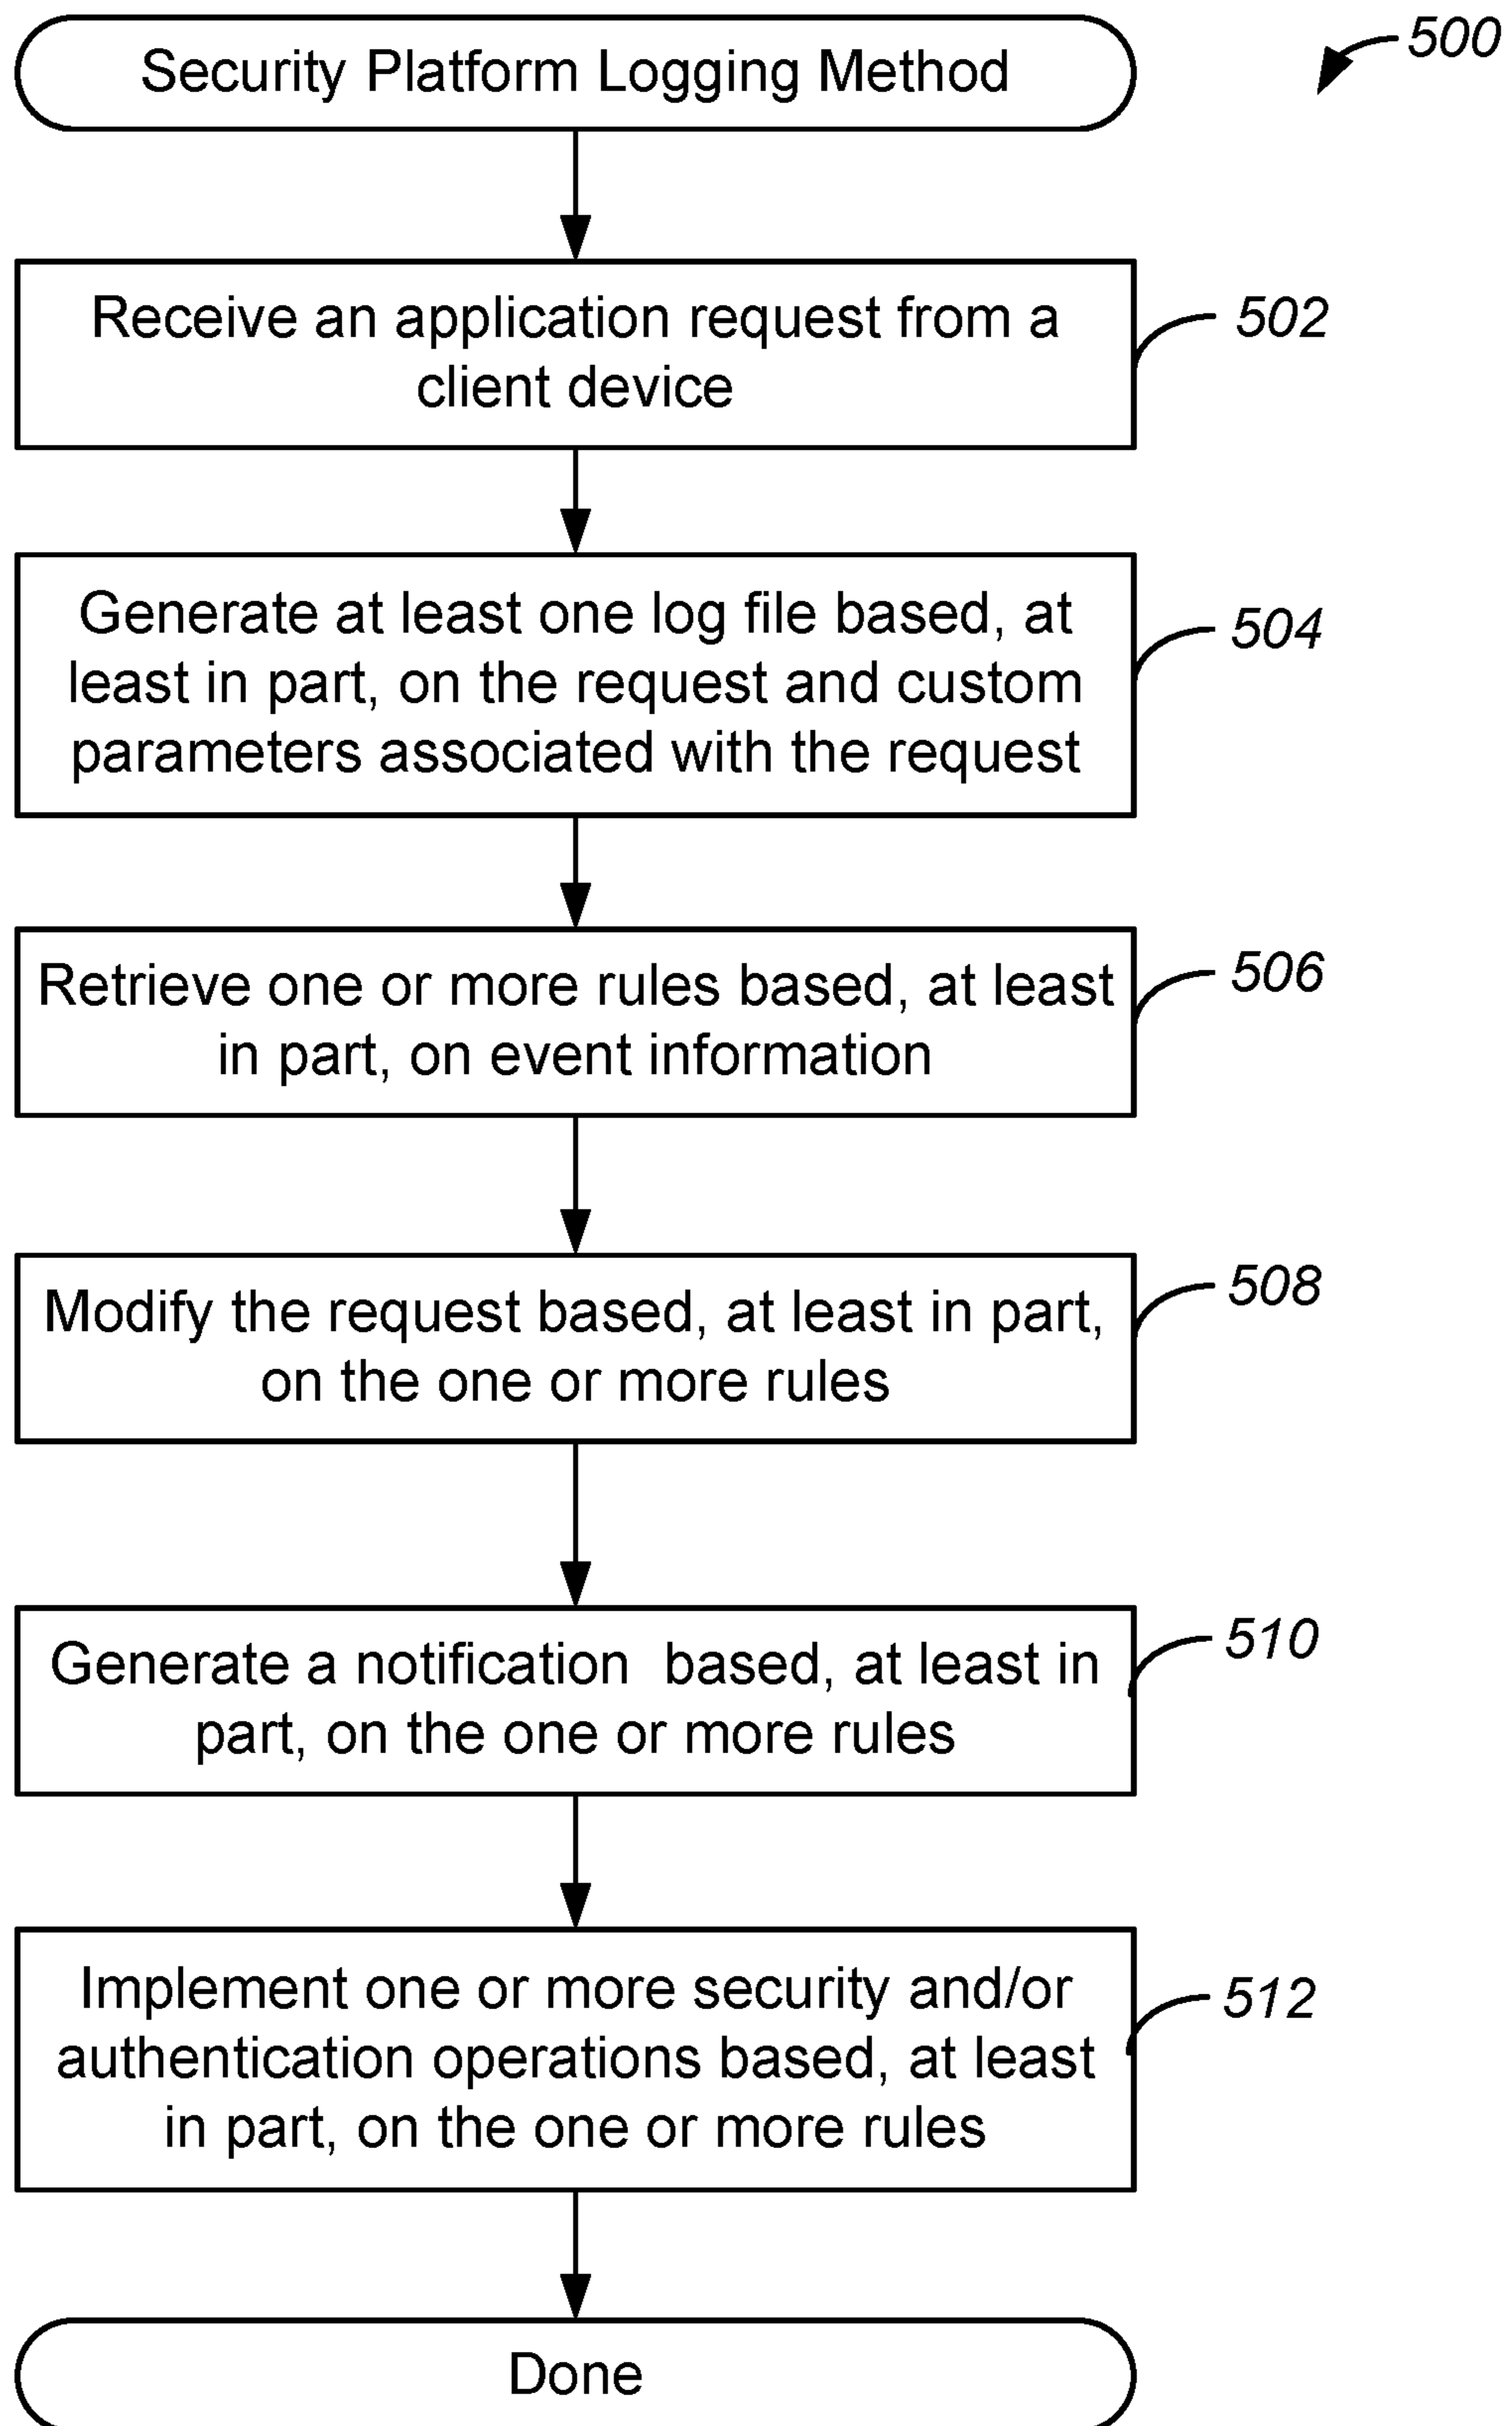 Security Platform Logging Method
500
Receive an application request from a
client device
502
Generate at least one log file based, at
least in part, on the request and custom
parameters associated with the request
504
Retrieve one or more rules based, at least
in part, on event information
506
Modify the request based, at least in part,
on the one or more rules
508
Generate a notification  based, at least in
part, on the one or more rules
510
Implement one or more security and/or
authentication operations based, at least
in part, on the one or more rules
512
Done